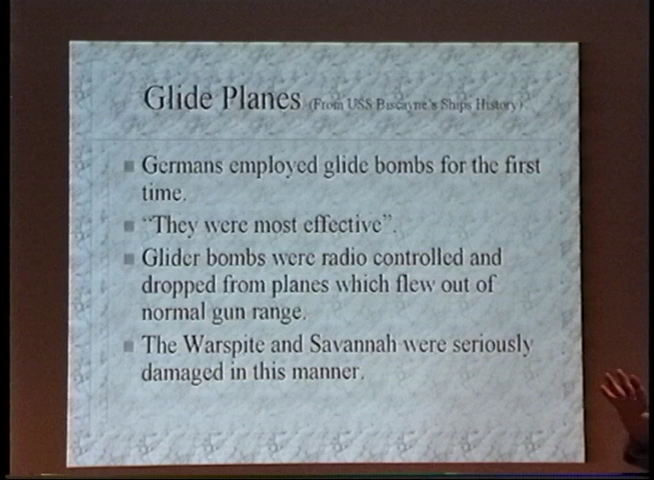 Glide Planes (From USS Biscayne's Ships History)
Germans employed glide bombs for the first
time.
“They were most effective”.
Glider bombs were radio controlled and
dropped from planes which flew out of
normal gun range.
The Warspite and Savannah were seriously
damaged in this manner.